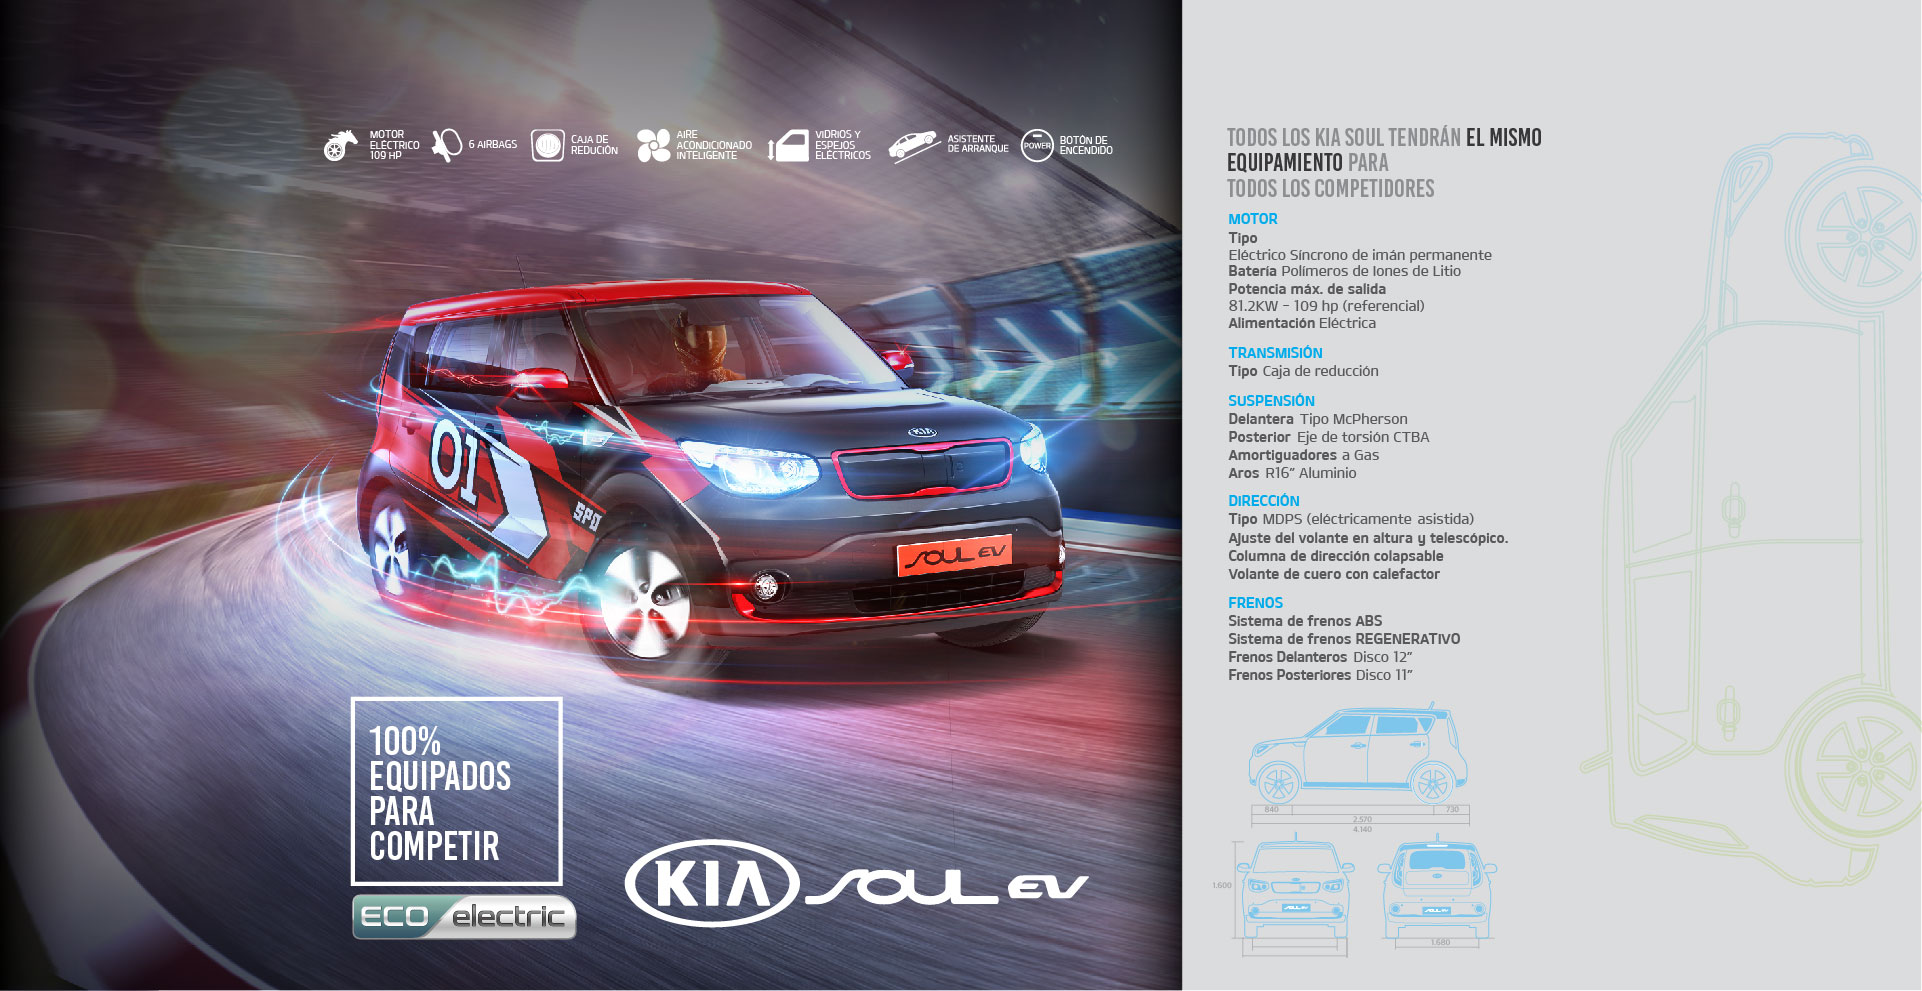 MOTOR
ELÉCTRICO
109 HP
6 AIRBAGS
CAJA DE
REDUCIÓN
AIRE
ACONDICIONADO
INTELIGENTE
VIDRIOS Y
ESPEJOS
ELÉCTRICOS
ASISTENTE
DE ARRANQUE
POWER
BOTÓN DE
ENCENDIDO
KIA
01
SPO
SOUL EV
100%
EQUIPADOS
PARA
COMPETIR
ECO electric
KIA SOUL EV
TODOS LOS KIA SOUL TENDRÁN EL MISMO
EQUIPAMIENTO PARA
TODOS LOS COMPETIDORES
MOTOR
Tipo
Eléctrico Síncrono de imán permanente
Batería Polímeros de Iones de Litio
Potencia máx. de salida
81.2KW - 109 hp (referencial)
Alimentación Eléctrica
TRANSMISIÓN
Tipo Caja de reducción
SUSPENSIÓN
Delantera Tipo McPherson
Posterior Eje de torsión CTBA
Amortiguadores a Gas
Aros R16” Aluminio
DIRECCIÓN
Tipo MDPS (eléctricamente asistida)
Ajuste del volante en altura y telescópico.
Columna de dirección colapsable
Volante de cuero con calefactor
FRENOS
Sistema de frenos ABS
Sistema de frenos REGENERATIVO
Frenos Delanteros Disco 12”
Frenos Posteriores Disco 11”
840
730
2.570
4.140
1.600
SOUL EV
SOUL EV
1.680